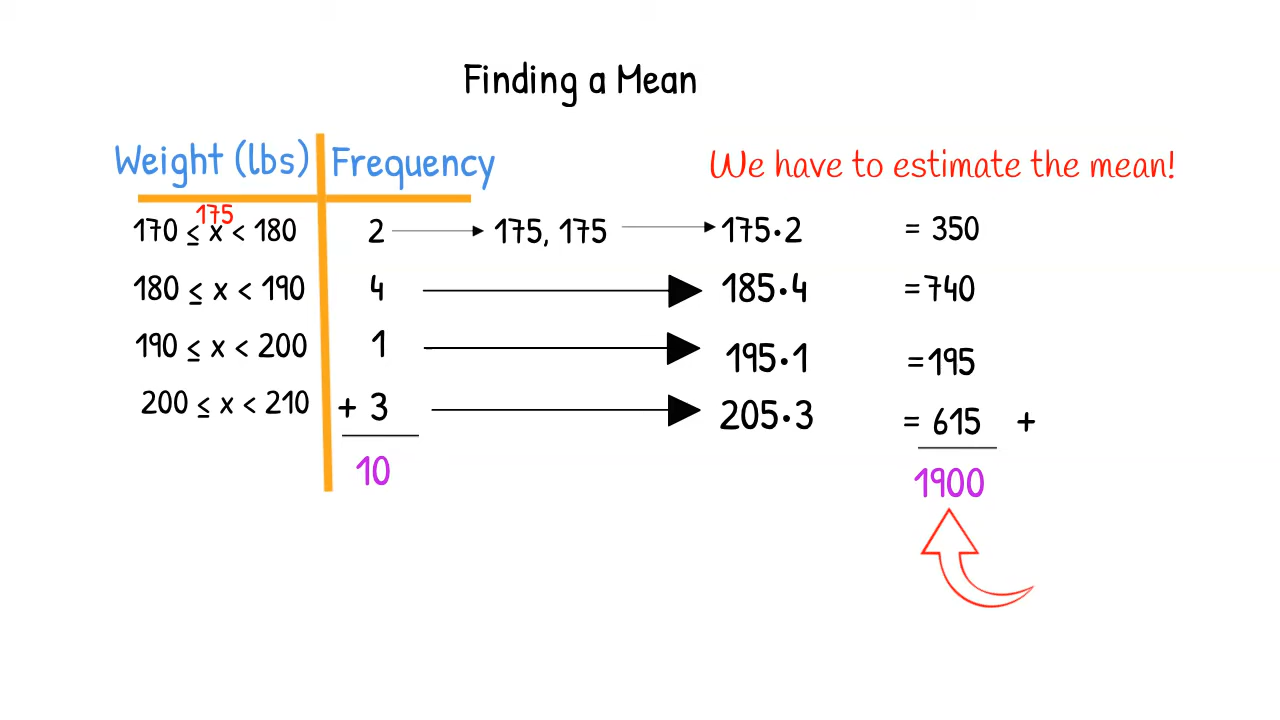 Finding a Mean
Weight (lbs) Frequency We have to estimate the mean!
175
170 ≤ x < 180 2 175, 175 175•2 = 350
180 ≤ x < 190 4 185•4 =740
190 ≤ x < 200 1 195•1 =195
200 ≤ x < 210 + 3 205•3 = 615 +
10 1900